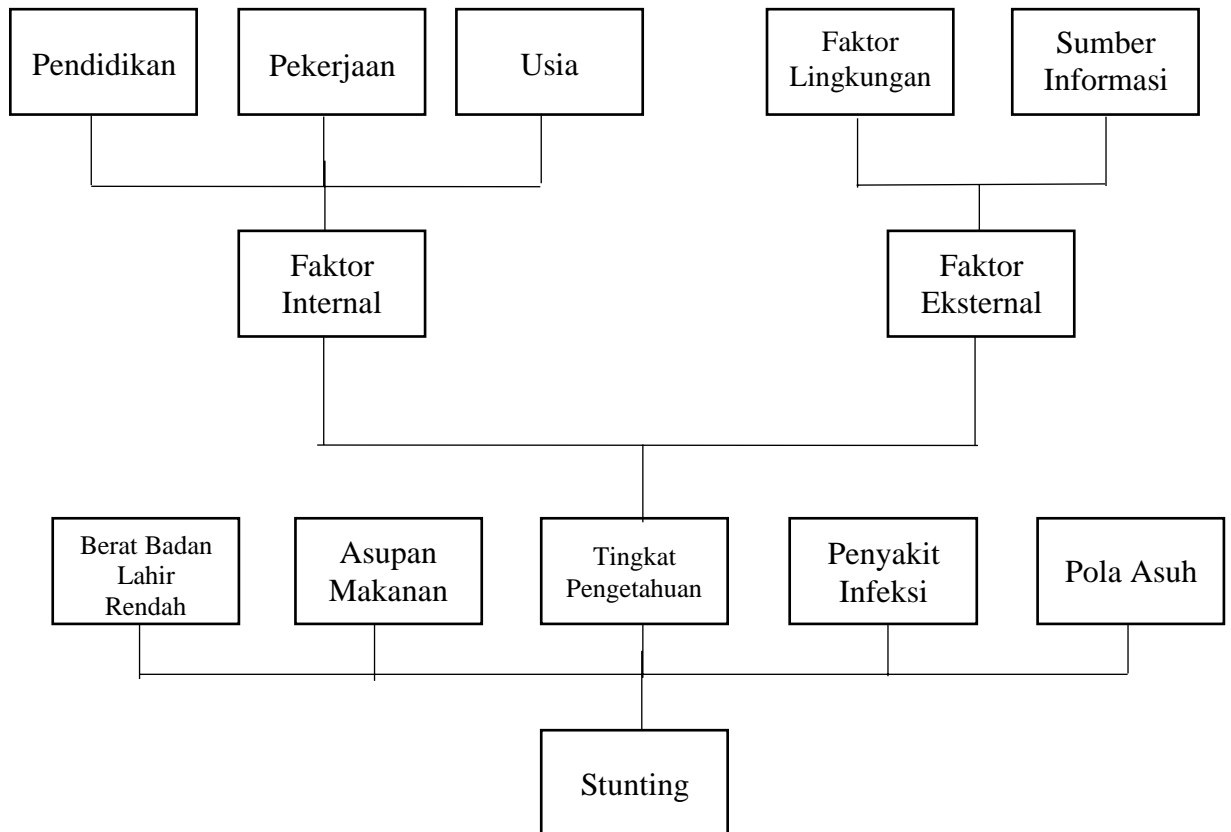 Pendidikan
Pekerjaan
Usia
Faktor
Lingkungan
Sumber
Informasi
Faktor
Internal
Faktor
Eksternal
Berat Badan
Lahir
Rendah
Asupan
Makanan
Tingkat
Pengetahuan
Penyakit
Infeksi
Pola Asuh
Stunting